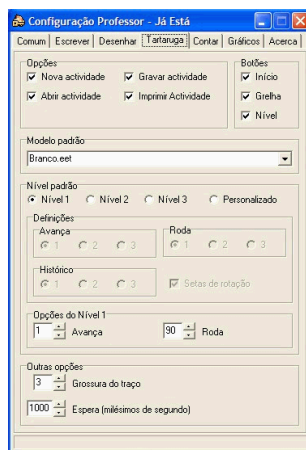 Configuração Professor - Já Está
Comum Escrever Desenhar Tartaruga Contar Gráficos Acerca
Opções Botões
Nova actividade Gravar actividade Início
Abrir actividade Imprimir Actividade Grelha
Nível
Modelo padrão
Branco.eet
Nível padrão
Nível 1 Nível 2 Nível 3 Personalizado
Definições
Avança Roda
1 2 3 1 2 3
Histórico
1 2 3 Setas de rotação
Opções do Nível 1
1 Avança 90 Roda
Outras opções
3 Grossura do traço
1000 Espera (milésimos de segundo)